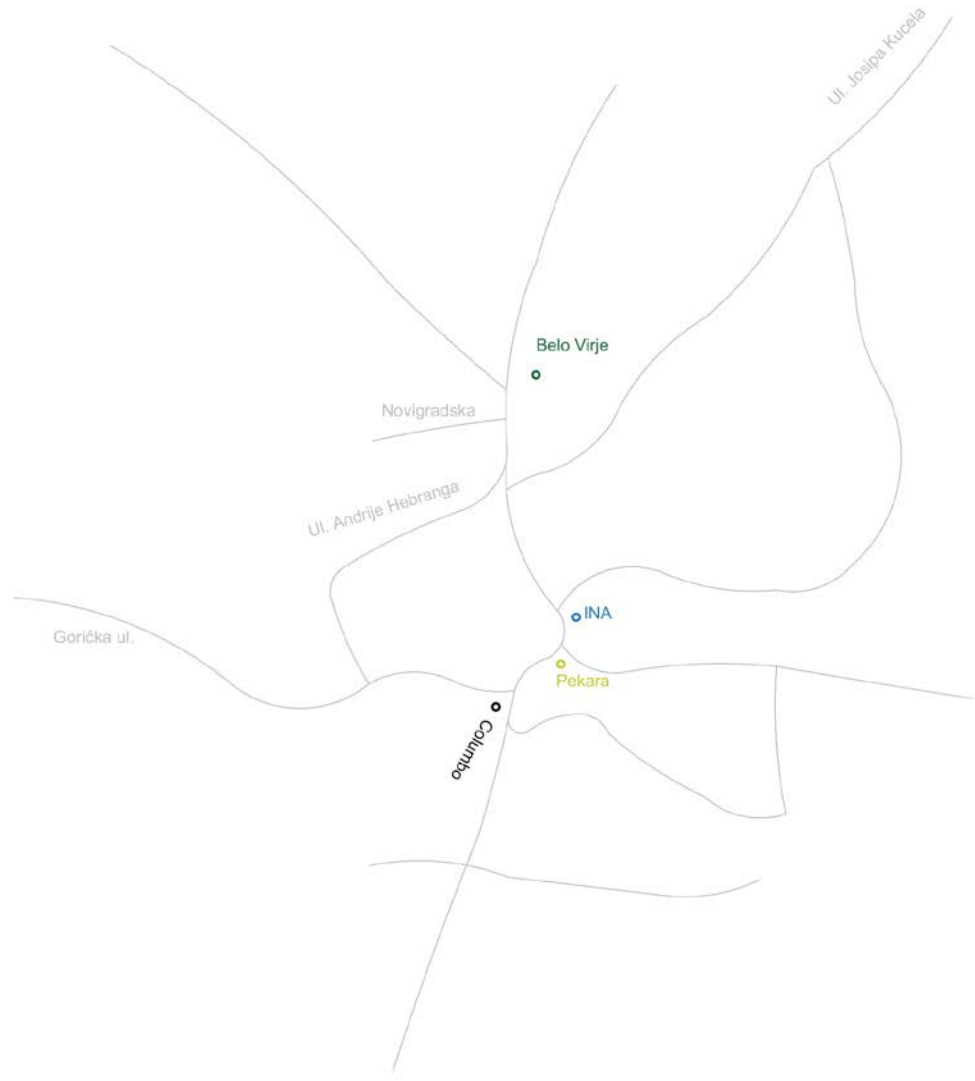 Ul. Josipa Kucela
Belo Virje
Novigradska
Ul. Andrije Hebranga
INA
Gorička ul.
Pekara
Columbo